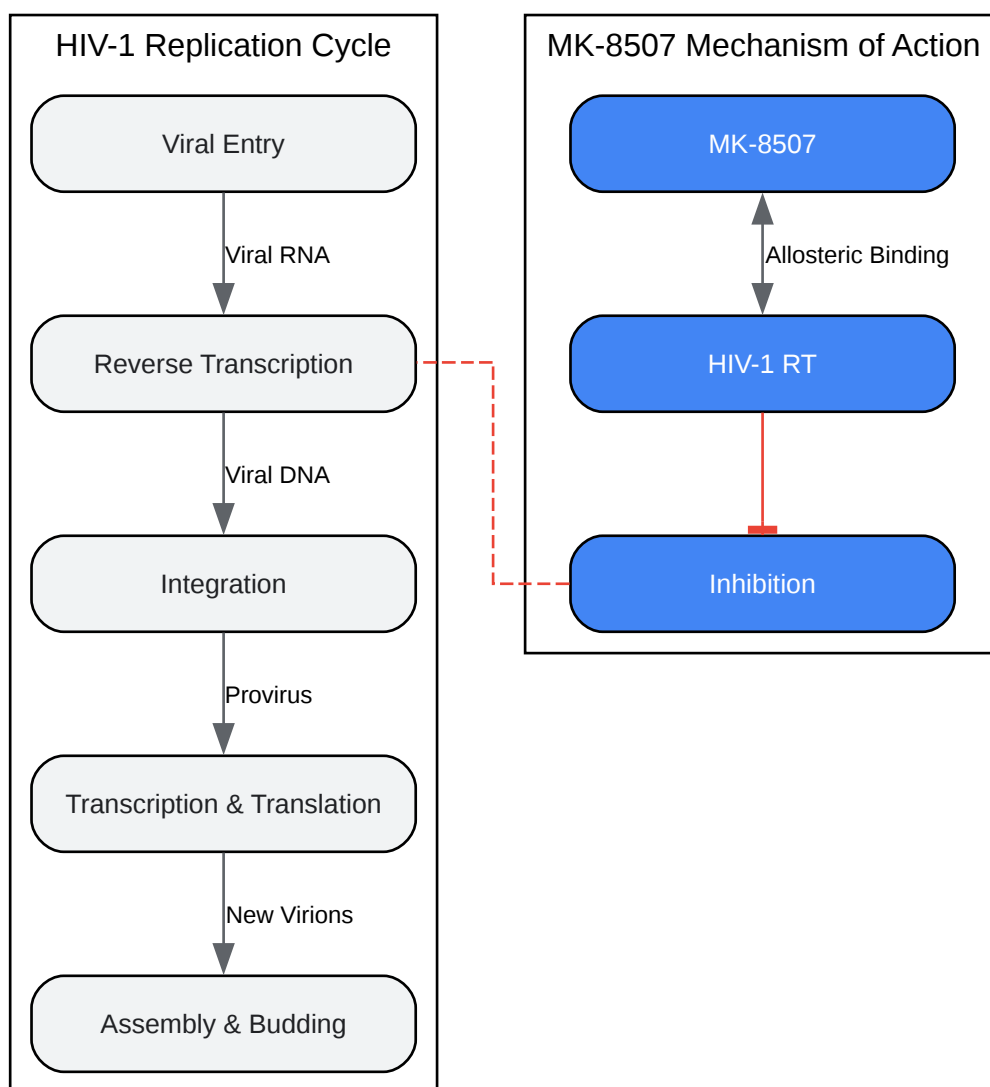 HIV-1 Replication Cycle
Viral Entry
Viral RNA
Reverse Transcription
Viral DNA
Integration
Provirus
Transcription & Translation
New Virions
Assembly & Budding
MK-8507 Mechanism of Action
MK-8507
Allosteric Binding
HIV-1 RT
Inhibition